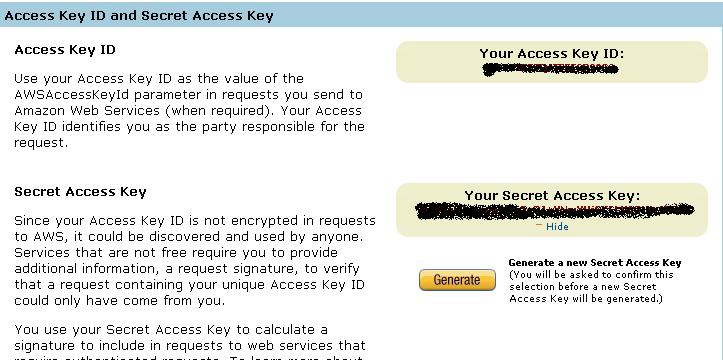 Access Key ID and Secret Access Key
Access Key ID
Use your Access Key ID as the value of the
AWSAccessKeyId parameter in requests you send to
Amazon Web Services (when required). Your Access
Key ID identifies you as the party responsible for the
request.
Your Access Key ID:
Secret Access Key
Since your Access Key ID is not encrypted in requests
to AWS, it could be discovered and used by anyone.
Services that are not free require you to provide
additional information, a request signature, to verify
that a request containing your unique Access Key ID
could only have come from you.
You use your Secret Access Key to calculate a
signature to include in requests to web services that
require authenticated requests. To learn more about
Your Secret Access Key:
− Hide
Generate
Generate a new Secret Access Key
(You will be asked to confirm this
selection before a new Secret
Access Key will be generated.)